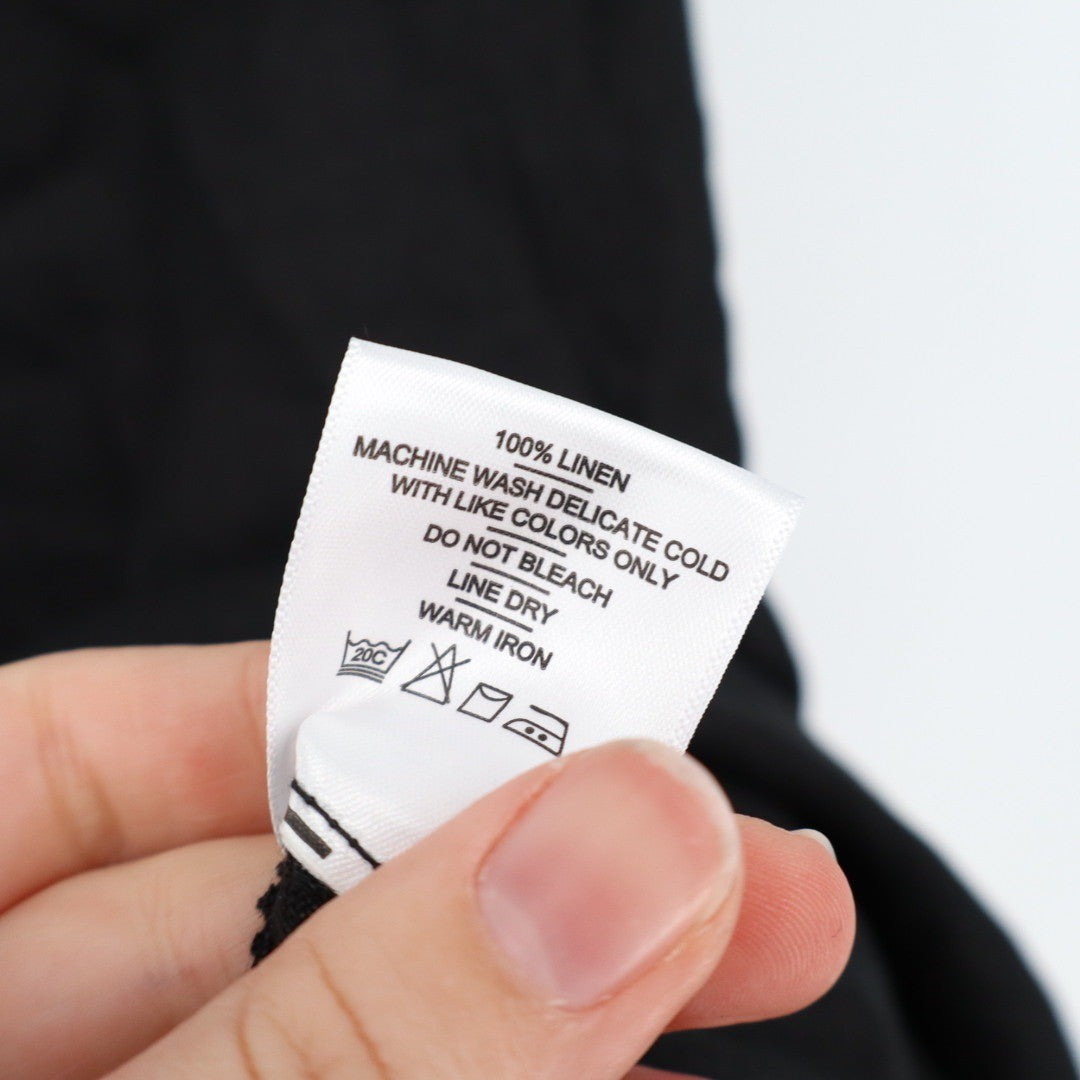 100% LINEN
MACHINE WASH DELICATE COLD
WITH LIKE COLORS ONLY
DO NOT BLEACH
LINE DRY
WARM IRON
20C